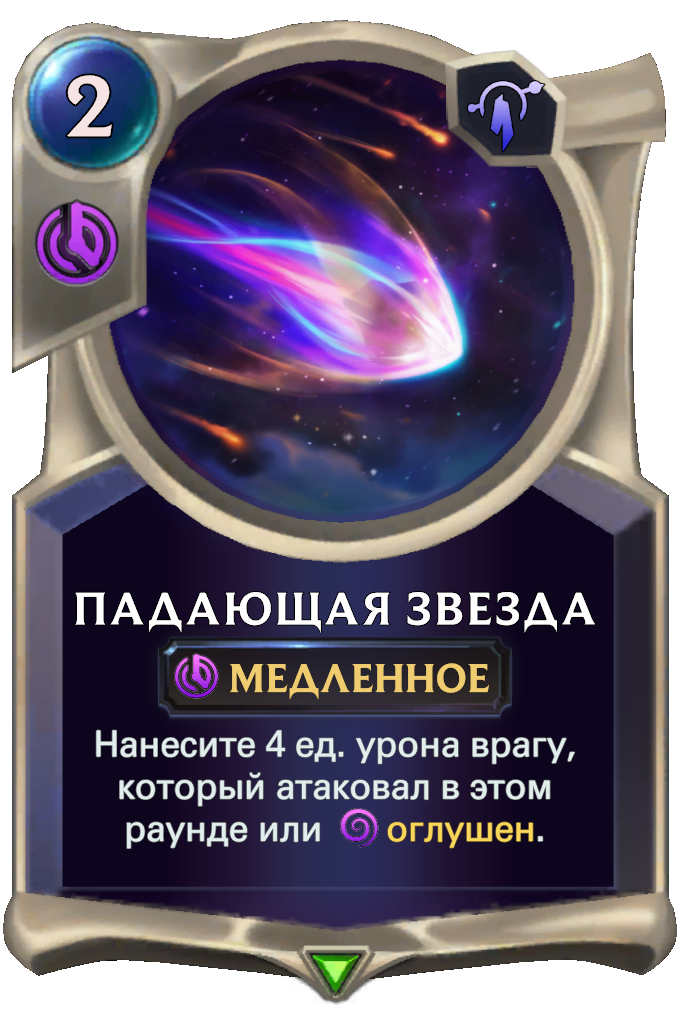 2
ПАДАЮЩАЯ ЗВЕЗДА
МЕДЛЕННОЕ
Нанесите 4 ед. урона врагу,
который атаковал в этом
раунде или оглушен.